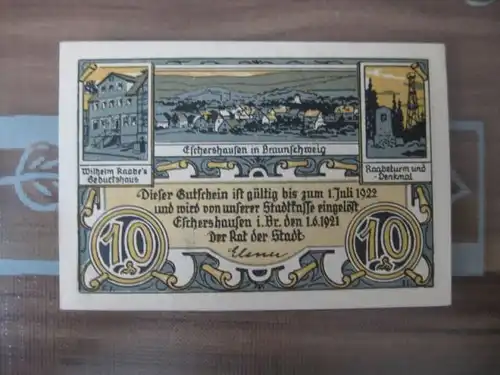 Eschershausen in Braunschweig
Wilhelm Raabe's
Geburtshaus
Raabeturm und
-Denkmal
Dieser Gutschein ist gültig bis zum 1. Juli 1922
und wird von unserer Stadtkasse eingelöst
Eschershausen i. Br. den 1.6.1921
Der Rat der Stadt
10
10